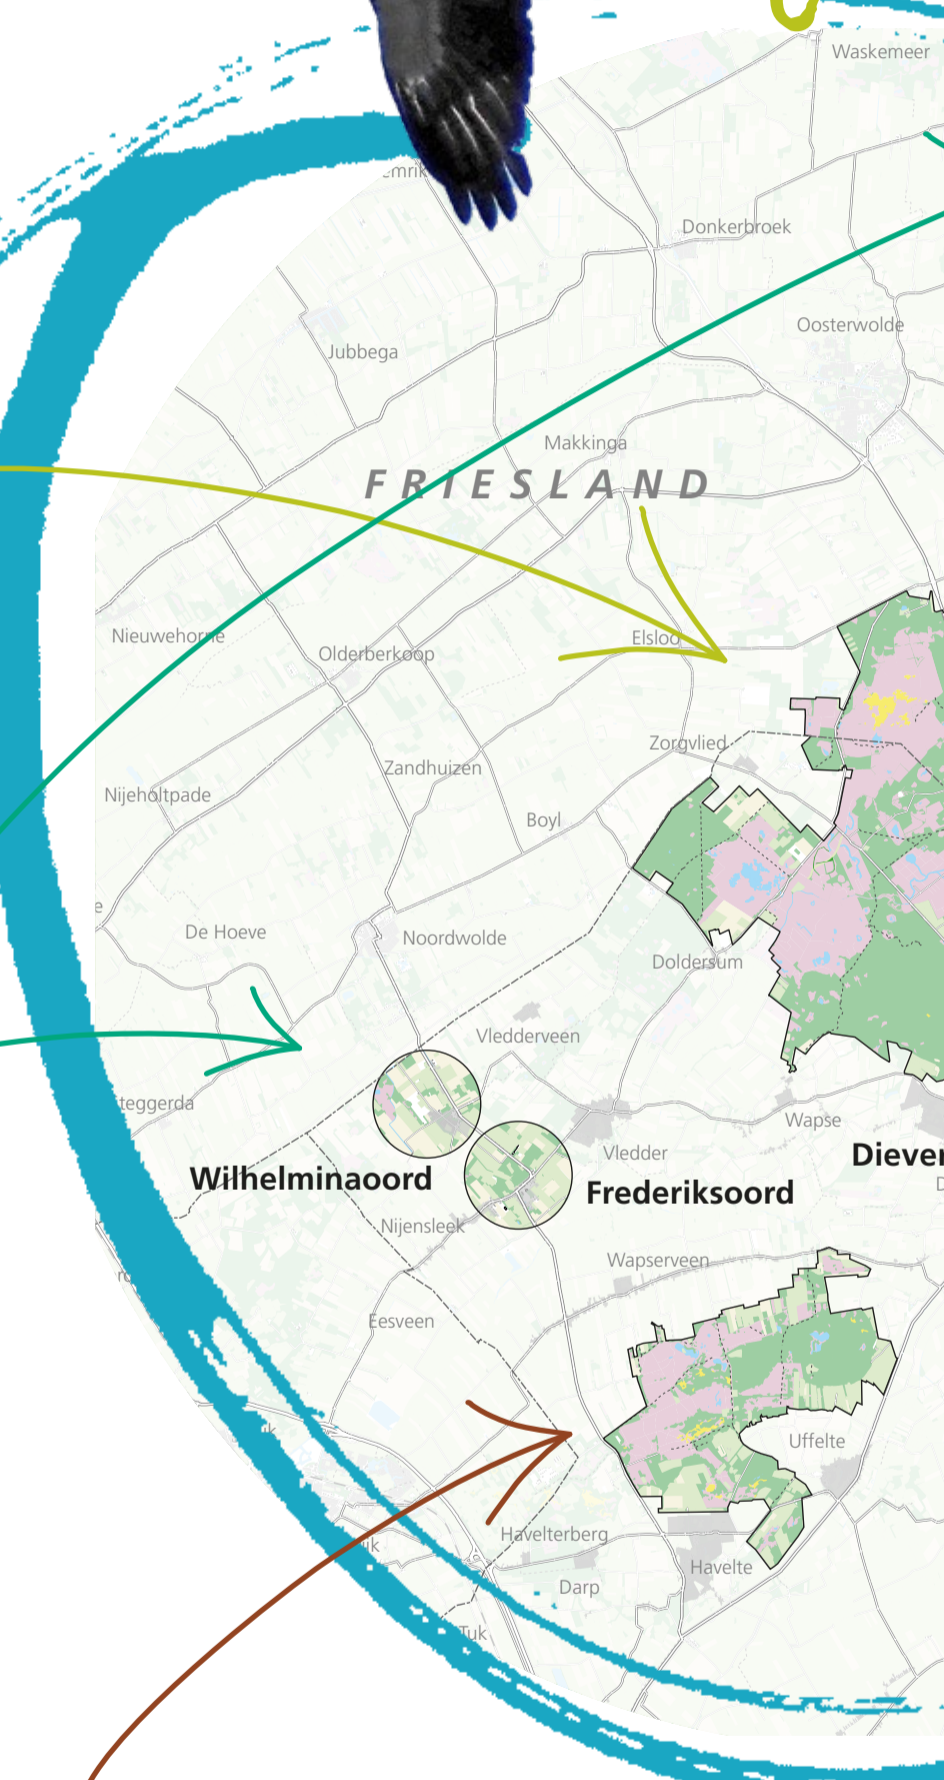 Waskemeer
Donkerbroek
Oosterwolde
Jubbega
Makkinga
FRIESLAND
Nieuwehorne
Elsloo
Olderberkoop
Zorgvlied
Zandhuizen
Nijeholtpade
Boyl
De Hoeve
Noordwolde
Doldersum
Vledderveen
Steggerda
Wapse
Vledder
Wilhelminaoord
Frederiksoord
Nijensleek
Wapserveen
Eesveen
Uffelte
Havelterberg
Havelte
Darp
Tuk